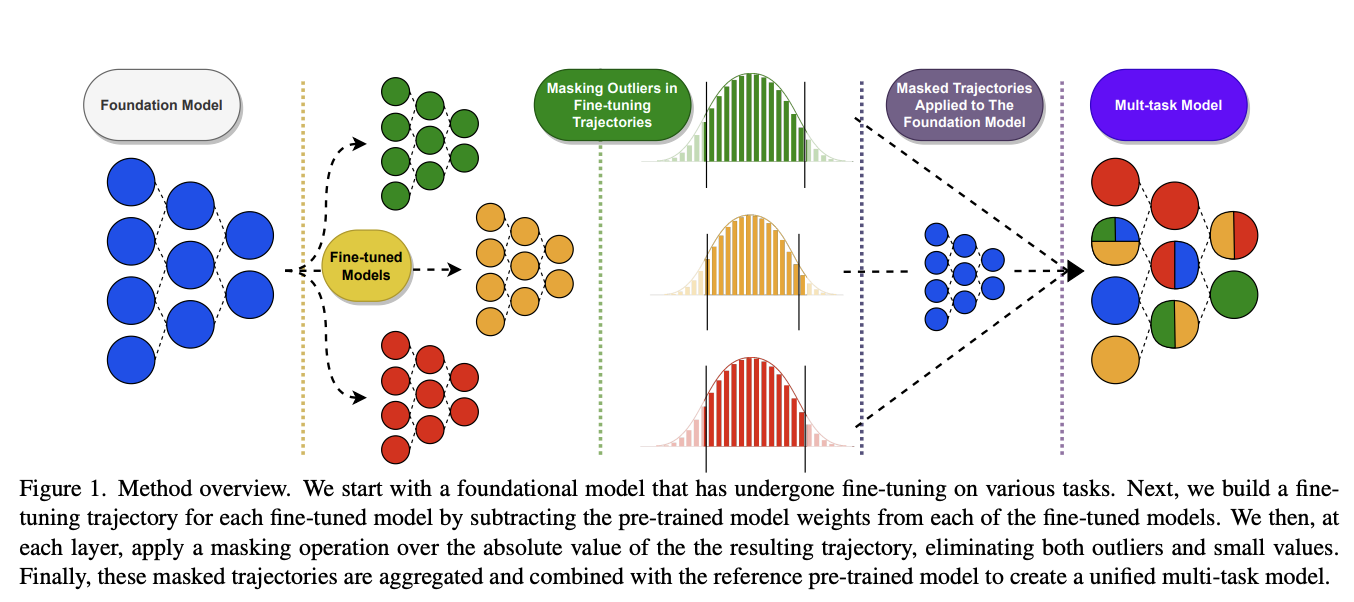 Foundation Model
Fine-tuned
Models
Masking Outliers in
Fine-tuning
Trajectories
Masked Trajectories
Applied to The
Foundation Model
Mult-task Model
Figure 1. Method overview. We start with a foundational model that has undergone fine-tuning on various tasks. Next, we build a fine-
tuning trajectory for each fine-tuned model by subtracting the pre-trained model weights from each of the fine-tuned models. We then, at
each layer, apply a masking operation over the absolute value of the the resulting trajectory, eliminating both outliers and small values.
Finally, these masked trajectories are aggregated and combined with the reference pre-trained model to create a unified multi-task model.